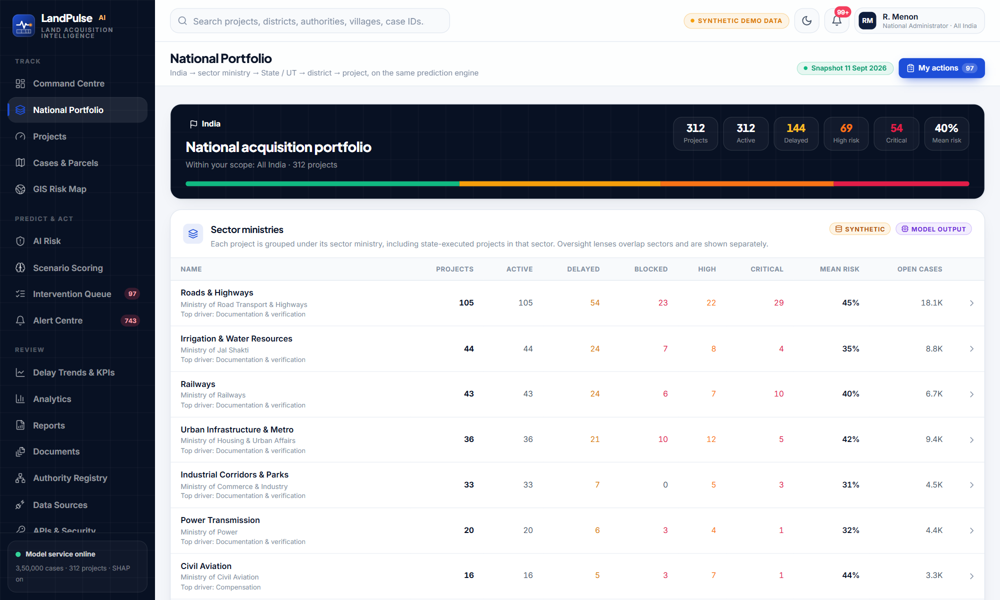 LandPulse AI
LAND ACQUISITION
INTELLIGENCE
TRACK
Command Centre
National Portfolio
Projects
Cases & Parcels
GIS Risk Map
PREDICT & ACT
AI Risk
Scenario Scoring
Intervention Queue 97
Alert Centre 743
REVIEW
Delay Trends & KPIs
Analytics
Reports
Documents
Authority Registry
Data Sources
APIs & Security
Model service online
3,50,000 cases · 312 projects · SHAP
on
Search projects, districts, authorities, villages, case IDs..
SYNTHETIC DEMO DATA
99+
RM
R. Menon
National Administrator · All India
National Portfolio
India → sector ministry → State / UT → district → project, on the same prediction engine
Snapshot 11 Sept 2026
My actions 97
India
National acquisition portfolio
Within your scope: All India · 312 projects
312 Projects
312 Active
144 Delayed
69 High risk
54 Critical
40% Mean risk
Sector ministries
Each project is grouped under its sector ministry, including state-executed projects in that sector. Oversight lenses overlap sectors and are shown separately.
SYNTHETIC
MODEL OUTPUT
NAME PROJECTS ACTIVE DELAYED BLOCKED HIGH CRITICAL MEAN RISK OPEN CASES
Roads & Highways
Ministry of Road Transport & Highways
Top driver: Documentation & verification
105 105 54 23 22 29 45% 18.1K
Irrigation & Water Resources
Ministry of Jal Shakti
Top driver: Documentation & verification
44 44 24 7 8 4 35% 8.8K
Railways
Ministry of Railways
Top driver: Documentation & verification
43 43 24 6 7 10 40% 6.7K
Urban Infrastructure & Metro
Ministry of Housing & Urban Affairs
Top driver: Documentation & verification
36 36 21 10 12 5 42% 9.4K
Industrial Corridors & Parks
Ministry of Commerce & Industry
Top driver: Documentation & verification
33 33 7 0 5 3 31% 4.5K
Power Transmission
Ministry of Power
Top driver: Documentation & verification
20 20 6 3 4 1 32% 4.4K
Civil Aviation
Ministry of Civil Aviation
Top driver: Compensation
16 16 5 3 7 1 44% 3.3K